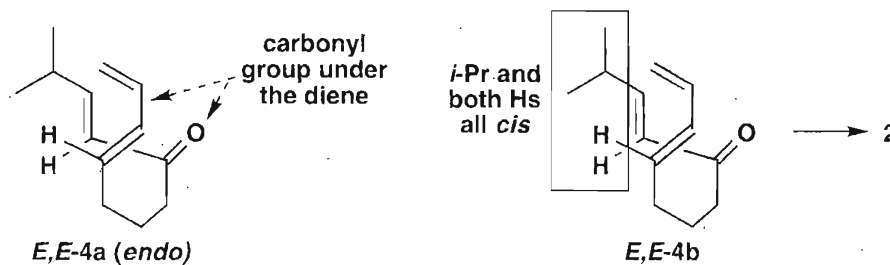 carbonyl
group under
the diene
H
H
O
E,E-4a (endo)
i-Pr and
both Hs
all cis
H
H
O
2
E,E-4b